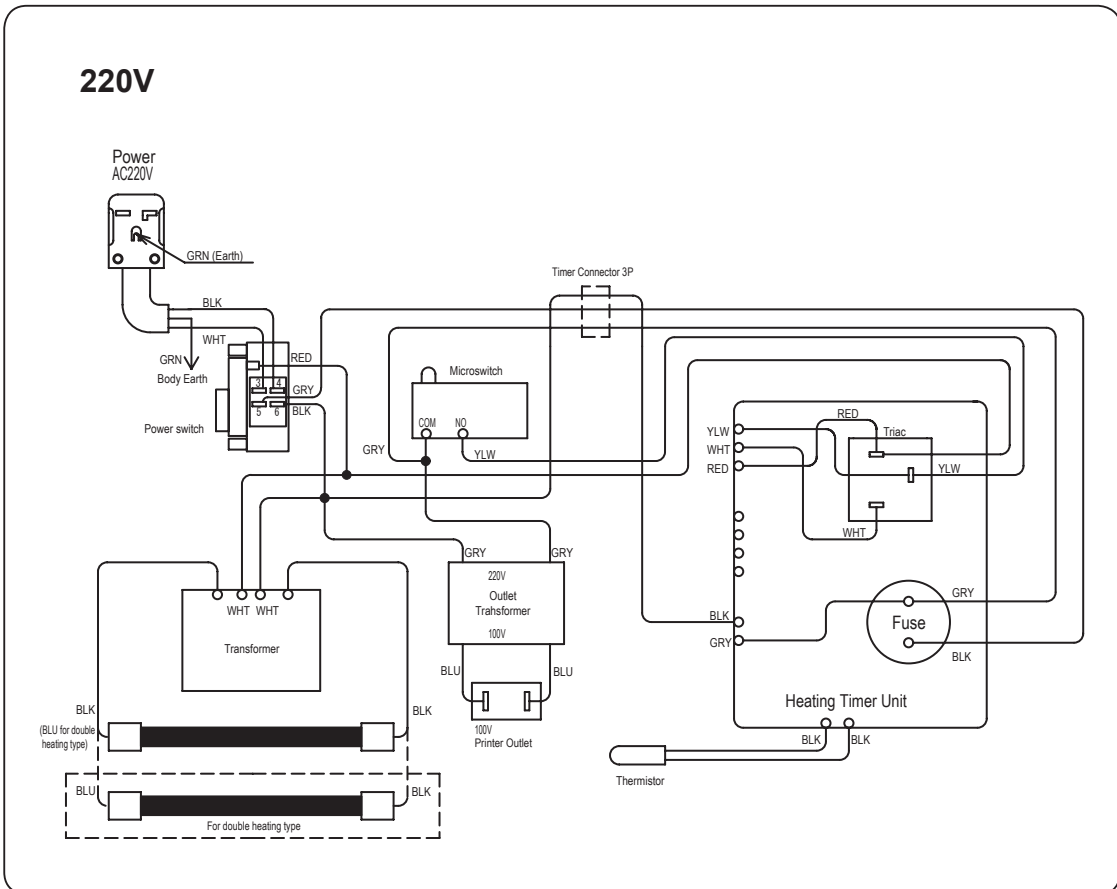 220V
Power
AC220V
GRN (Earth)
BLK
WHT
GRN
Body Earth
RED
3 4
GRY
5 6
BLK
Power switch
Timer Connector 3P
Microswitch
COM NO
GRY
YLW
RED
Triac
YLW
WHT
RED
YLW
WHT
GRY GRY
220V
Outlet
Trahsformer
100V
BLU BLU
100V
Printer Outlet
WHT WHT
Transformer
BLK
(BLU for double
heating type)
BLK
BLU
BLK
For double heating type
BLK
GRY
GRY
Fuse
BLK
Heating Timer Unit
BLK BLK
Thermistor